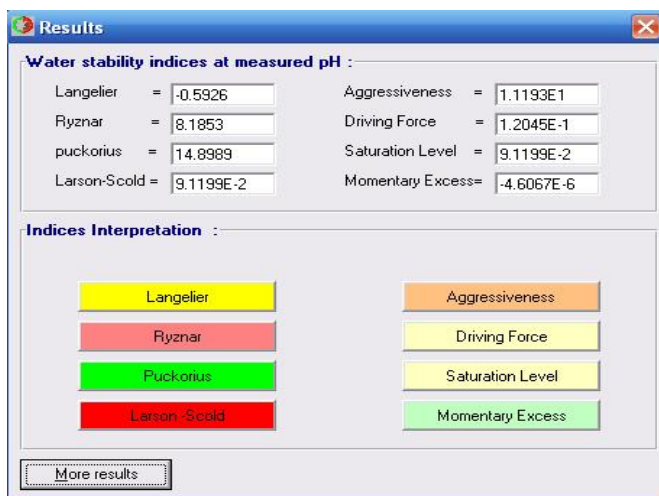 Results
Water stability indices at measured pH :
Langelier = -0.5926
Aggressiveness = 1.1193E1
Ryznar = 8.1853
Driving Force = 1.2045E-1
puckorius = 14.8989
Saturation Level = 9.1199E-2
Larson-Scold = 9.1199E-2
Momentary Excess= -4.6067E-6
Indices Interpretation :
Langelier
Aggressiveness
Ryznar
Driving Force
Puckorius
Saturation Level
Larson -Scold
Momentary Excess
More results